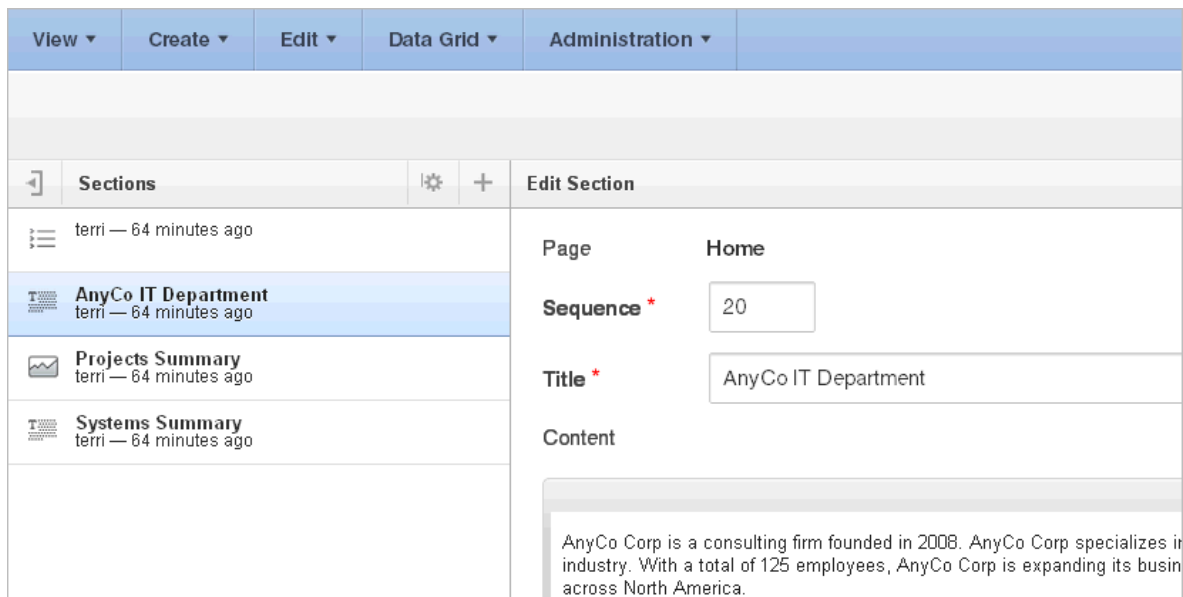 View Create Edit Data Grid Administration
Sections
terri — 64 minutes ago
AnyCo IT Department
terri — 64 minutes ago
Projects Summary
terri — 64 minutes ago
Systems Summary
terri — 64 minutes ago
Edit Section
Page Home
Sequence * 20
Title * AnyCo IT Department
Content
AnyCo Corp is a consulting firm founded in 2008. AnyCo Corp specializes
industry. With a total of 125 employees, AnyCo Corp is expanding its
across North America.